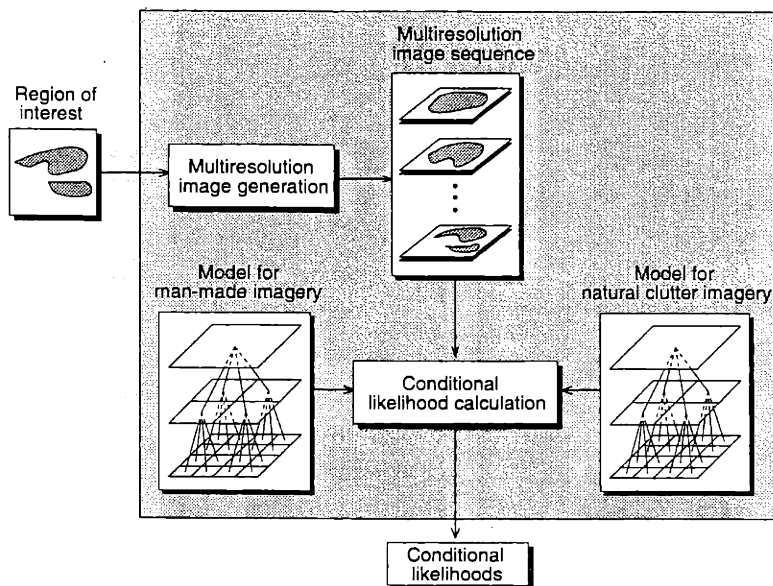 Multiresolution
image sequence
Region of
interest
Multiresolution
image generation
Model for
man-made imagery
Model for
natural clutter imagery
Conditional
likelihood calculation
Conditional
likelihoods